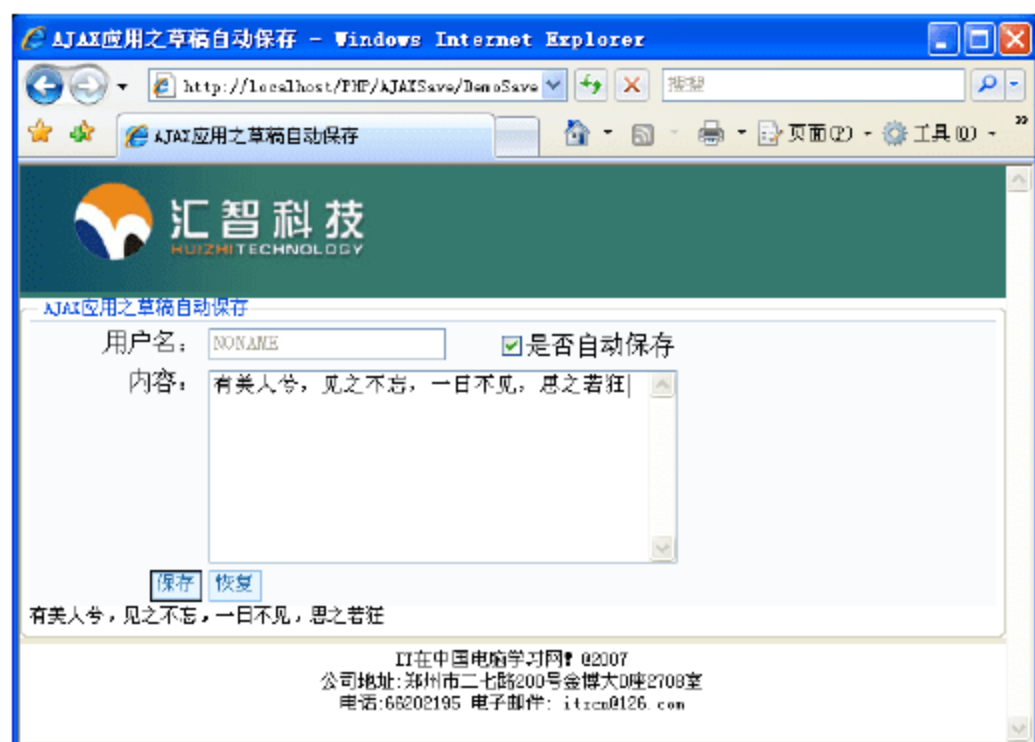 AJAX应用之草稿自动保存 - Windows Internet Explorer
http://localhost/PHP/AJAXSave/DemoSave
搜搜
AJAX应用之草稿自动保存
页面(P)
工具(O)
汇智科技
HUIZHITECHNOLOGY
AJAX应用之草稿自动保存
用户名: NONAME 是否自动保存
内容: 有美人兮,见之不忘,一日不见,思之若狂
保存 恢复
有美人兮,见之不忘,一日不见,思之若狂
IT在中国电脑学习网! @2007
公司地址:郑州市二七路200号金博大D座2708室
电话:66202195 电子邮件: itzcn@126.com